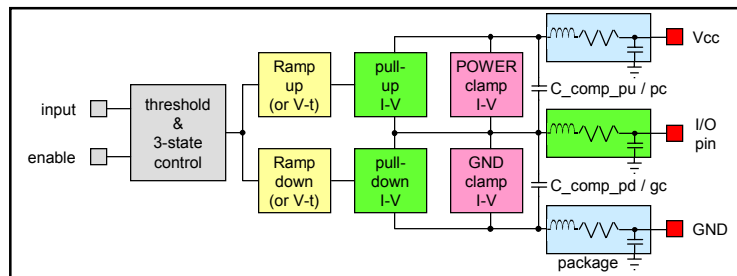 input
enable
threshold
&
3-state
control
Ramp
up
(or V-t)
Ramp
down
(or V-t)
pull-
up
I-V
pull-
down
I-V
POWER
clamp
I-V
GND
clamp
I-V
C_comp_pu / pc
C_comp_pd / gc
Vcc
I/O
pin
GND
package